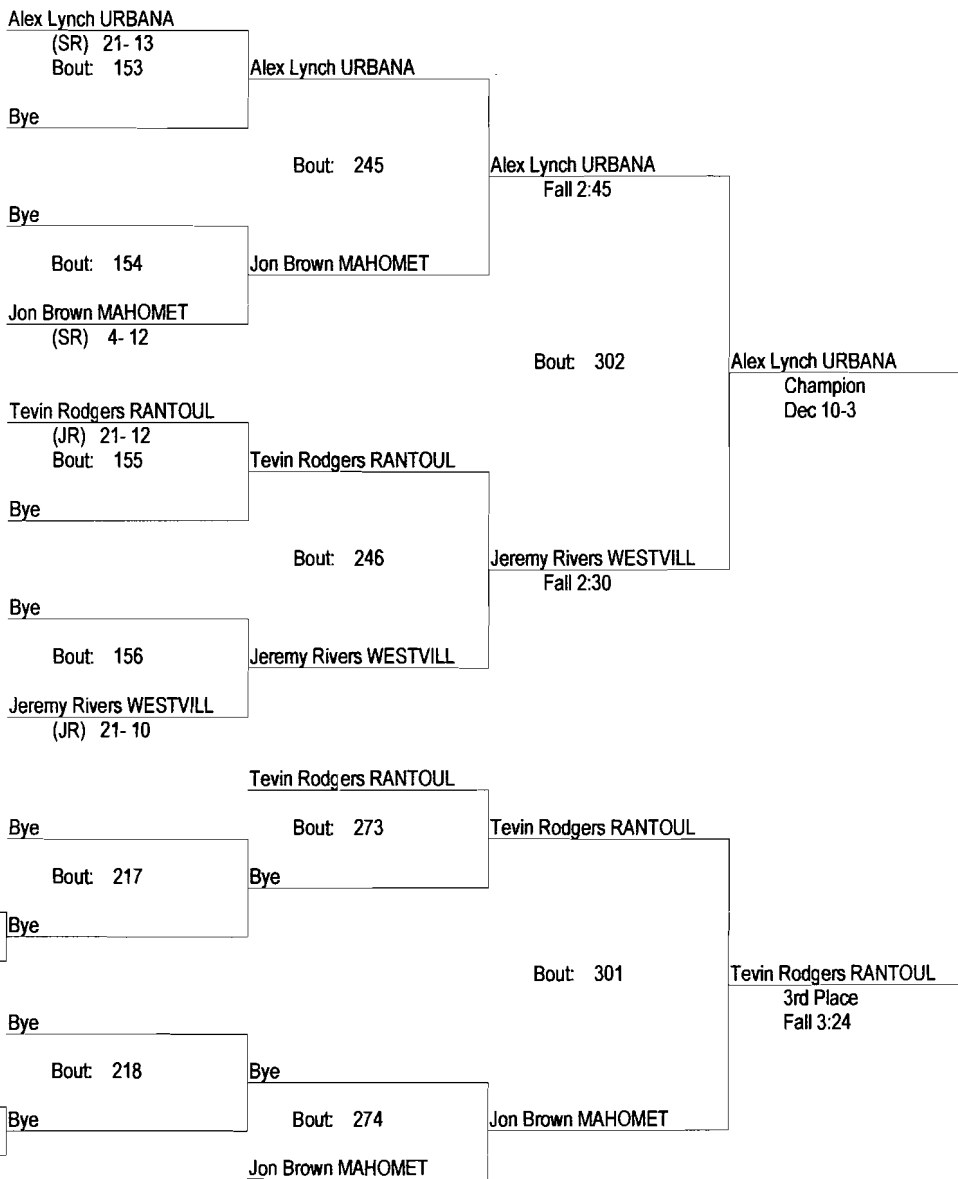 Alex Lynch URBANA
(SR) 21- 13
Bout: 153
Alex Lynch URBANA
Bye
Bout: 245
Alex Lynch URBANA
Fall 2:45
Bye
Bout: 154
Jon Brown MAHOMET
Jon Brown MAHOMET
(SR) 4- 12
Bout: 302
Alex Lynch URBANA
Champion
Dec 10-3
Tevin Rodgers RANTOUL
(JR) 21- 12
Bout: 155
Tevin Rodgers RANTOUL
Bye
Bout: 246
Jeremy Rivers WESTVILL
Fall 2:30
Bye
Bout: 156
Jeremy Rivers WESTVILL
Jeremy Rivers WESTVILL
(JR) 21- 10
Tevin Rodgers RANTOUL
Bye
Bout: 273
Tevin Rodgers RANTOUL
Bout: 217
Bye
Bye
Bout: 301
Tevin Rodgers RANTOUL
3rd Place
Fall 3:24
Bye
Bout: 218
Bye
Bye
Bout: 274
Jon Brown MAHOMET
Jon Brown MAHOMET